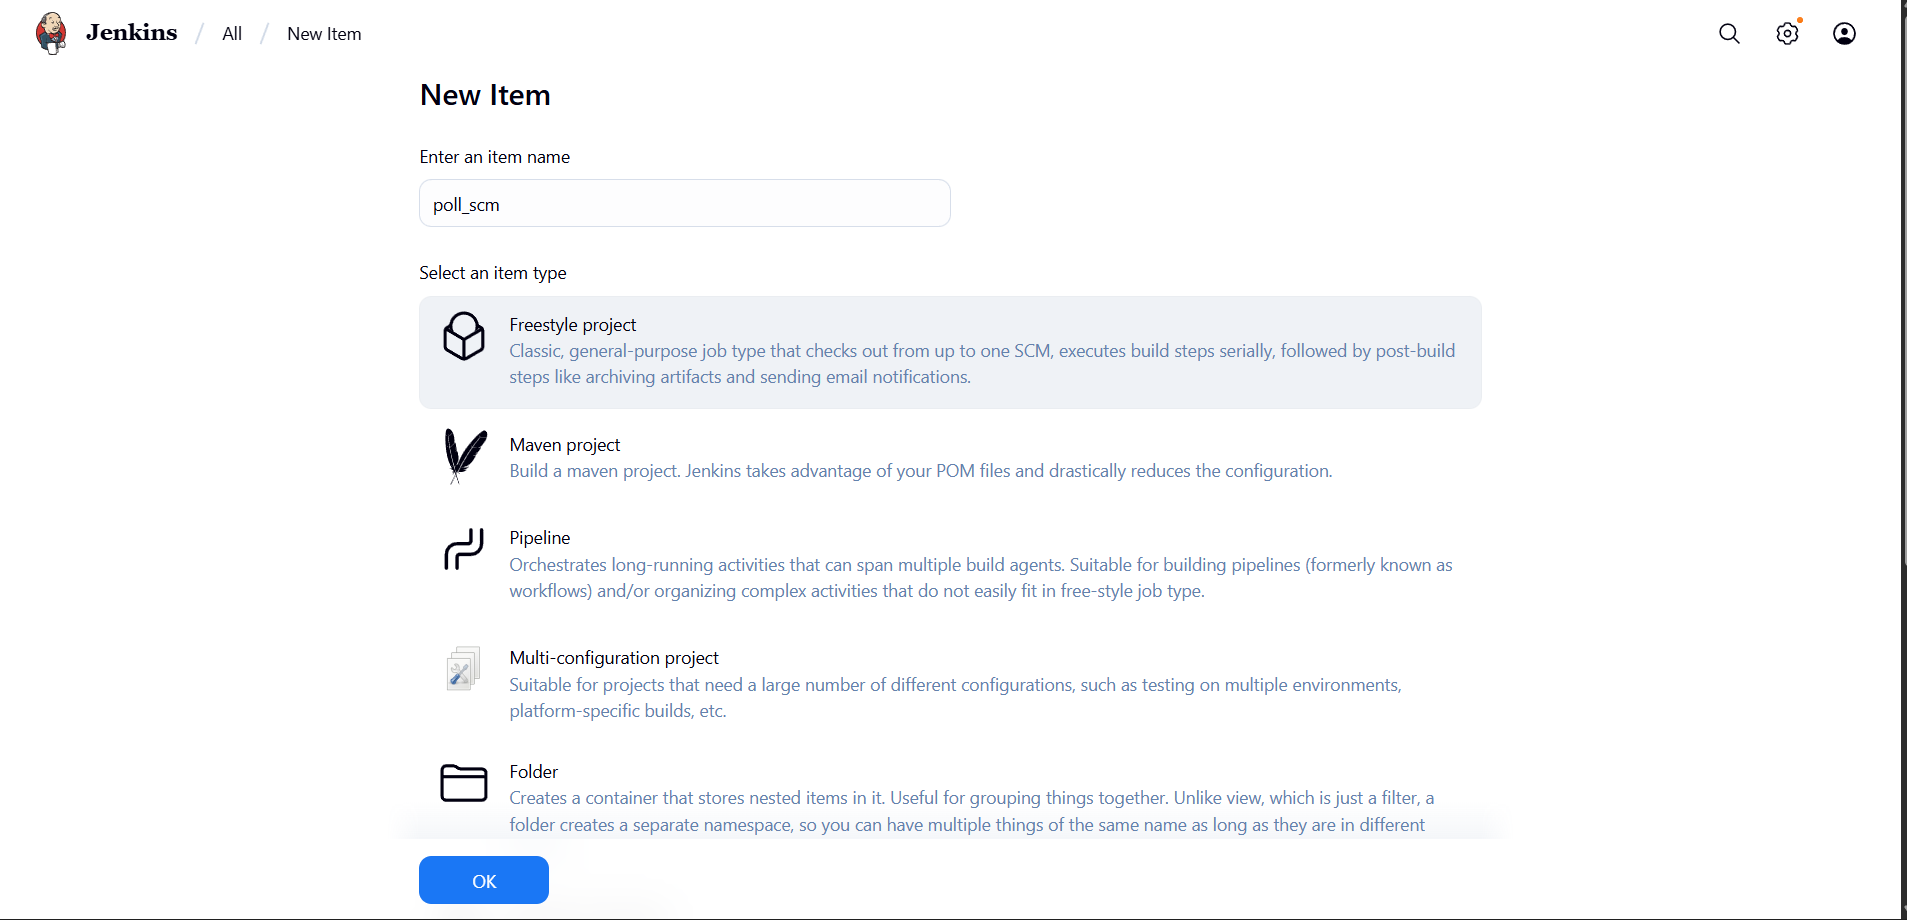 Jenkins / All / New Item
New Item
Enter an item name
poll_scm
Select an item type
Freestyle project
Classic, general-purpose job type that checks out from up to one SCM, executes build steps serially, followed by post-build
steps like archiving artifacts and sending email notifications.
Maven project
Build a maven project. Jenkins takes advantage of your POM files and drastically reduces the configuration.
Pipeline
Orchestrates long-running activities that can span multiple build agents. Suitable for building pipelines (formerly known as
workflows) and/or organizing complex activities that do not easily fit in free-style job type.
Multi-configuration project
Suitable for projects that need a large number of different configurations, such as testing on multiple environments,
platform-specific builds, etc.
Folder
Creates a container that stores nested items in it. Useful for grouping things together. Unlike view, which is just a filter, a
folder creates a separate namespace, so you can have multiple things of the same name as long as they are in different
OK